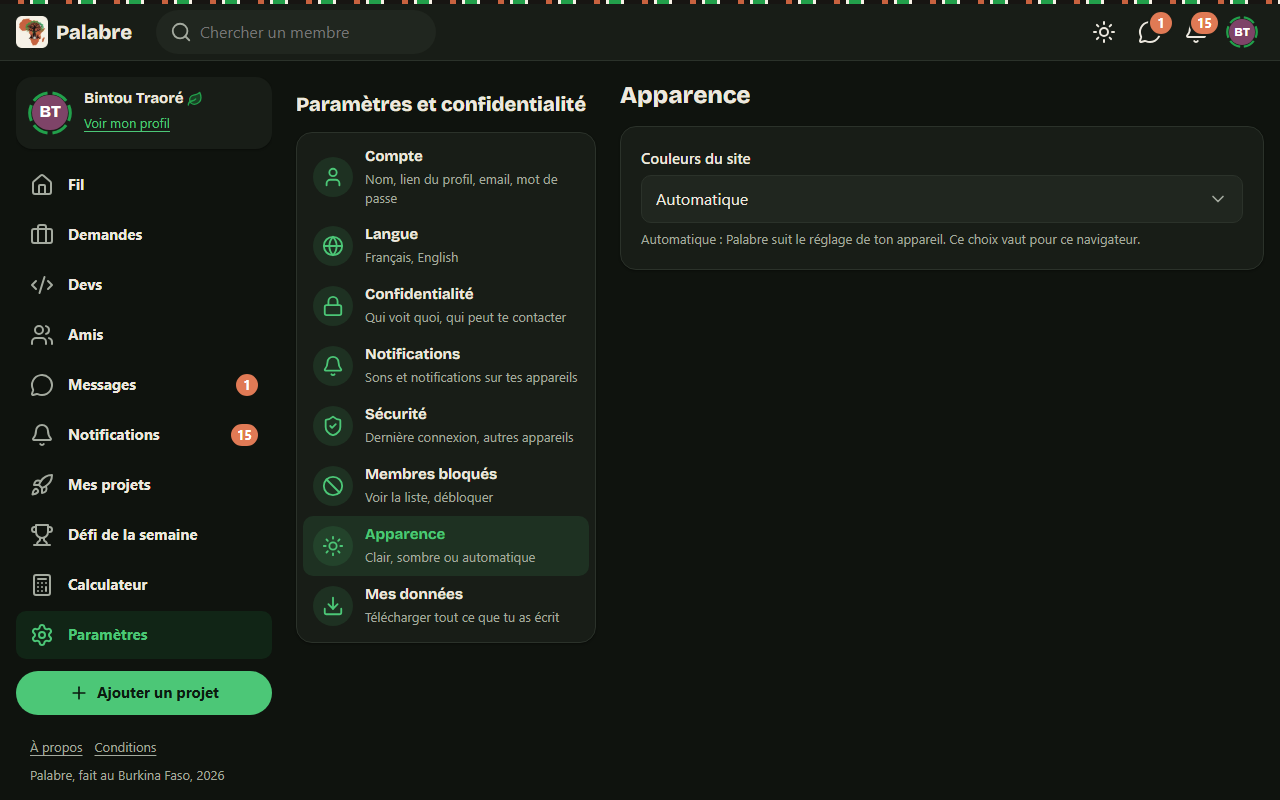 Palabre
Chercher un membre
1
15
BT
BT
Bintou Traoré
Voir mon profil
Fil
Demandes
Devs
Amis
Messages
1
Notifications
15
Mes projets
Défi de la semaine
Calculateur
Paramètres
Ajouter un projet
À propos Conditions
Palabre, fait au Burkina Faso, 2026
Paramètres et confidentialité
Compte
Nom, lien du profil, email, mot de
passe
Langue
Français, English
Confidentialité
Qui voit quoi, qui peut te contacter
Notifications
Sons et notifications sur tes appareils
Sécurité
Dernière connexion, autres appareils
Membres bloqués
Voir la liste, débloquer
Apparence
Clair, sombre ou automatique
Mes données
Télécharger tout ce que tu as écrit
Apparence
Couleurs du site
Automatique
Automatique : Palabre suit le réglage de ton appareil. Ce choix vaut pour ce navigateur.